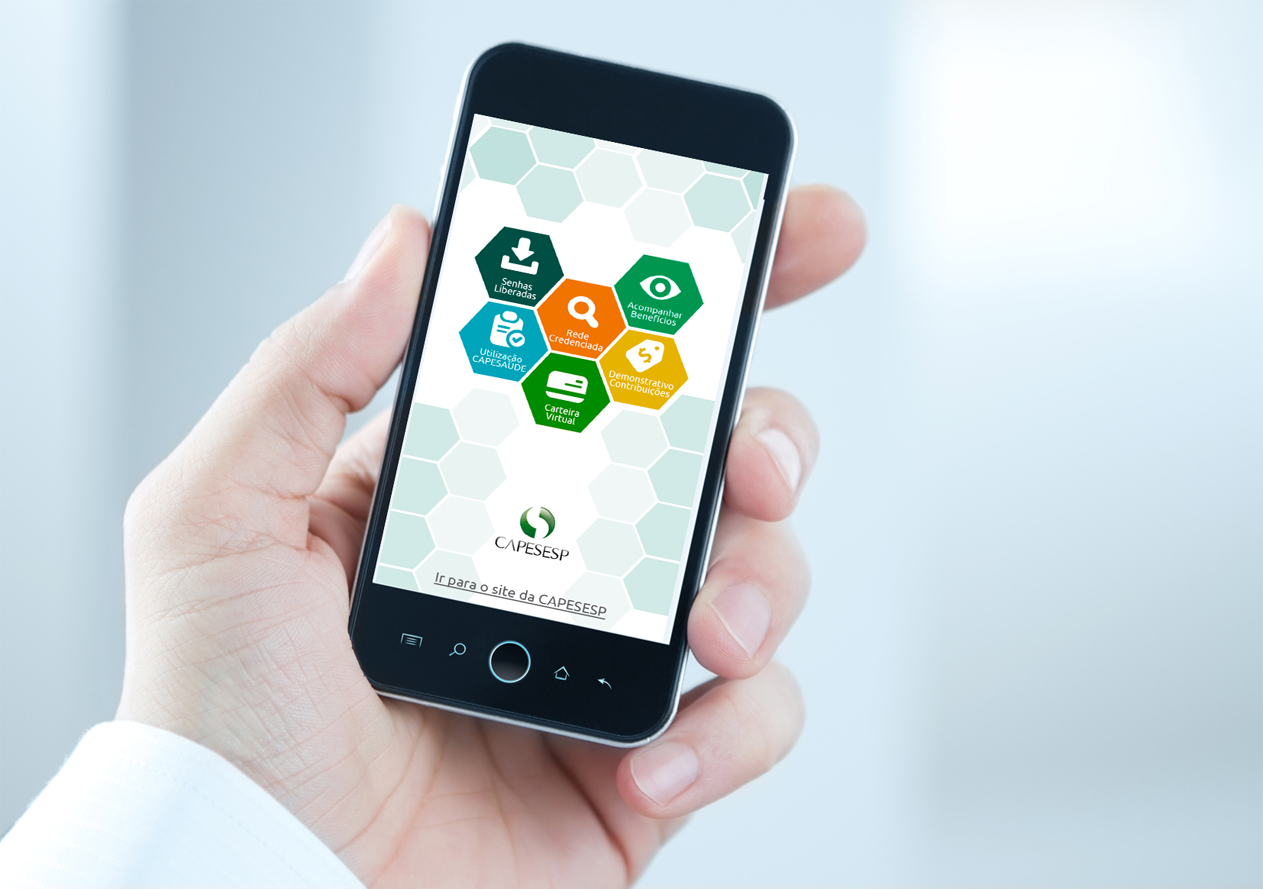 Senhas
Liberadas
Acompanhar
Benefícios
Rede
Credenciada
Utilização
CAPESAÚDE
Demonstrativo
Contribuições
Carteira
Virtual
CAPESESP
Ir para o site da CAPESESP